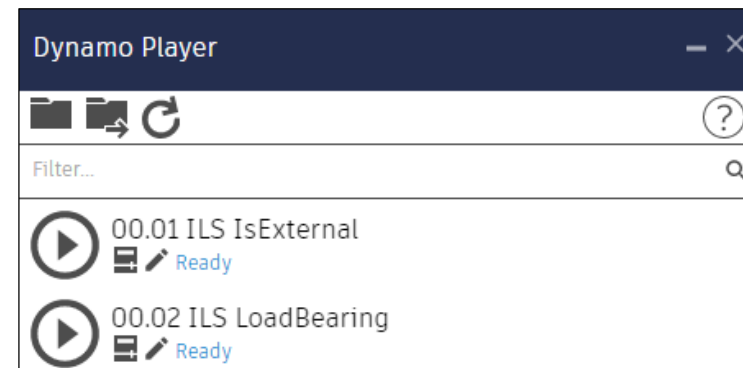 Dynamo Player
?
Filter...
00.01 ILS IsExternal
Ready
00.02 ILS LoadBearing
Ready